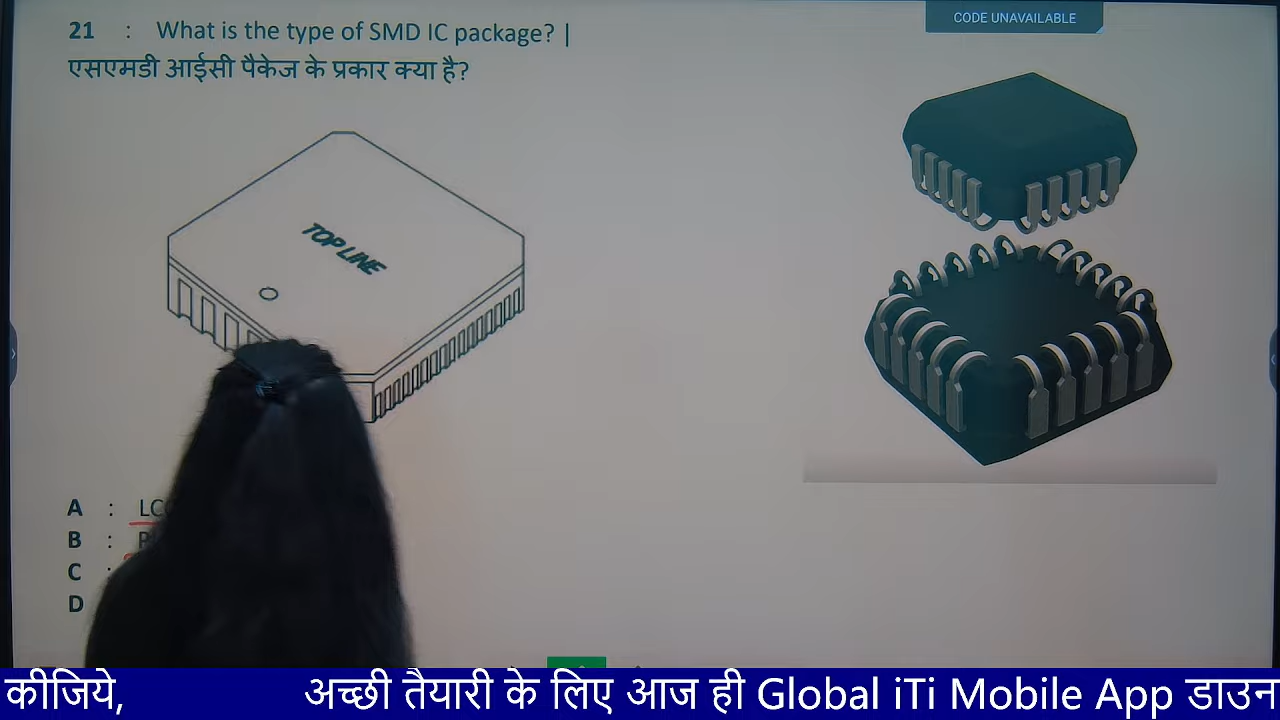 21 : What is the type of SMD IC package? |
एसएमडी आईसी पैकेज के प्रकार क्या है?
CODE UNAVAILABLE
TOP LINE
A :
B :
C :
D
कीजिये, अच्छी तैयारी के लिए आज ही Global iTi Mobile App डाउन